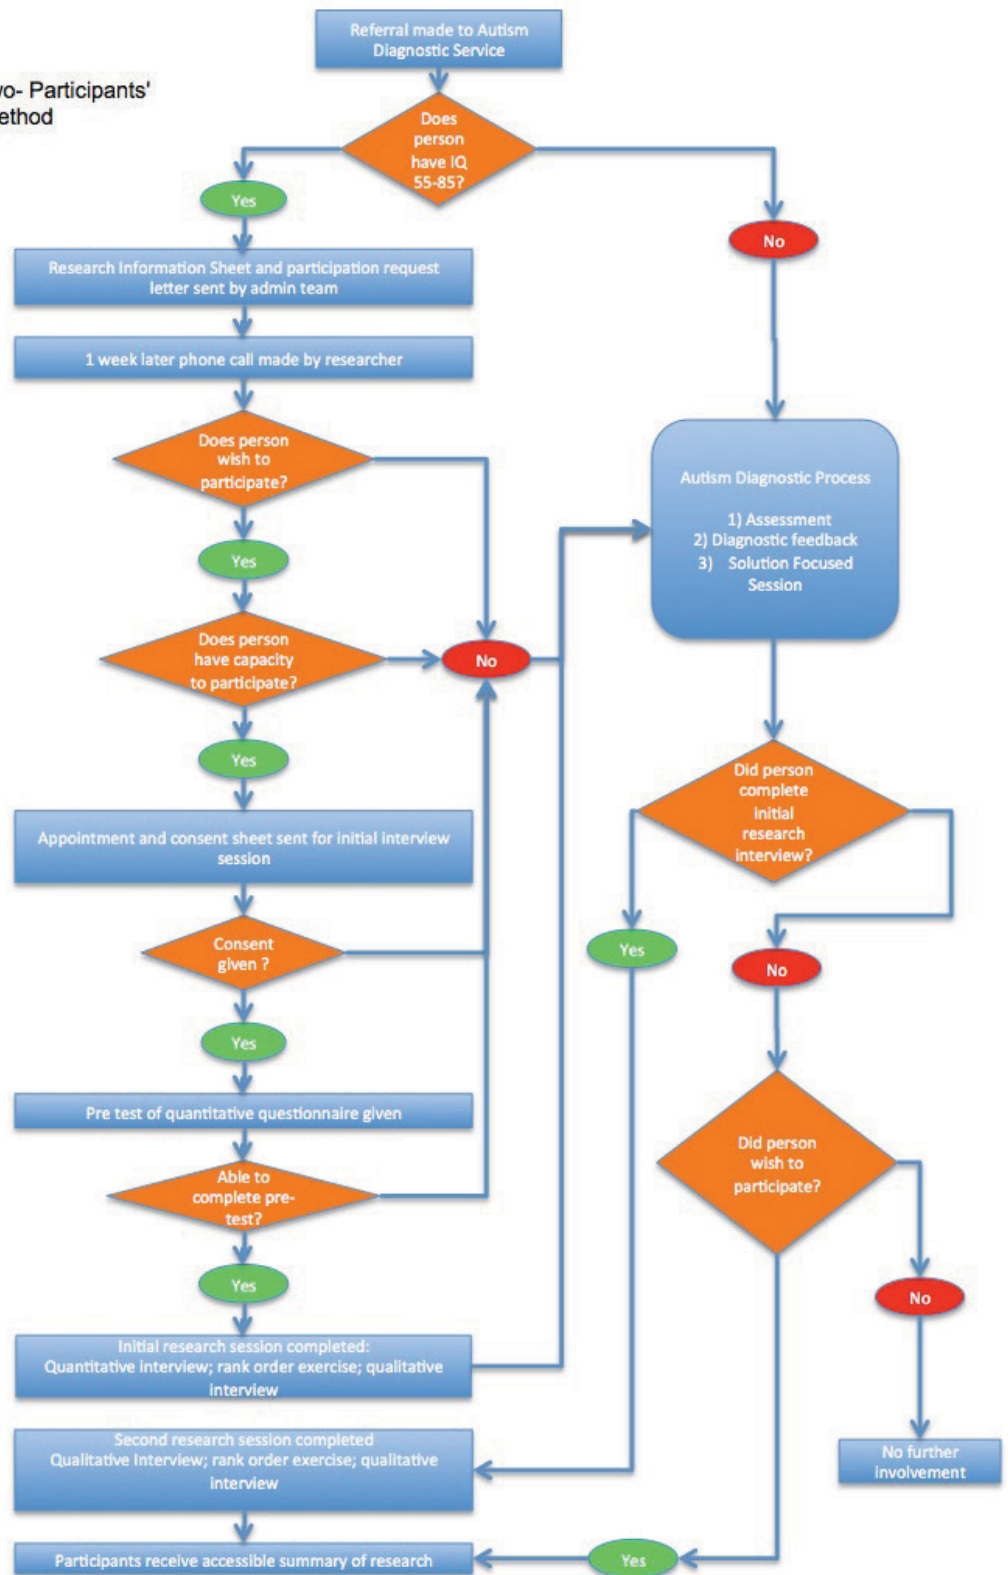 Referral made to Autism
Diagnostic Service
wo- Participants'
ethod
Does
person
have IQ
55-85?
Yes
No
Research Information Sheet and participation request
letter sent by admin team
1 week later phone call made by researcher
Does person
wish to
participate?
Yes
Does person
have capacity
to participate?
No
Yes
Appointment and consent sheet sent for initial interview
session
Consent
given ?
Yes
Pre test of quantitative questionnaire given
Able to
complete pre-
test?
Yes
Initial research session completed:
Quantitative interview; rank order exercise; qualitative
interview
Autism Diagnostic Process
1) Assessment
2) Diagnostic feedback
3) Solution Focused
Session
Did person
complete
initial
research
interview?
Yes
No
Did person
wish to
participate?
No
No further
involvement
Second research session completed
Qualitative Interview; rank order exercise; qualitative
interview
Yes
Participants receive accessible summary of research